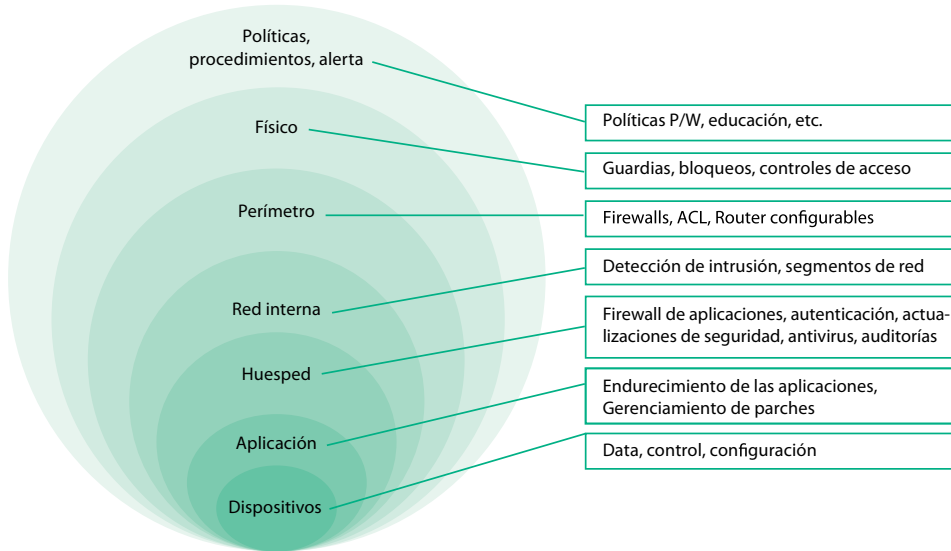 Políticas,
procedimientos, alerta
Políticas P/W, educación, etc.
Físico
Guardias, bloqueos, controles de acceso
Perímetro
Firewalls, ACL, Router configurables
Detección de intrusión, segmentos de red
Red interna
Firewall de aplicaciones, autenticación, actua-
lizaciones de seguridad, antivirus, auditorías
Huesped
Endurecimiento de las aplicaciones,
Gerenciamiento de parches
Aplicación
Data, control, configuración
Dispositivos